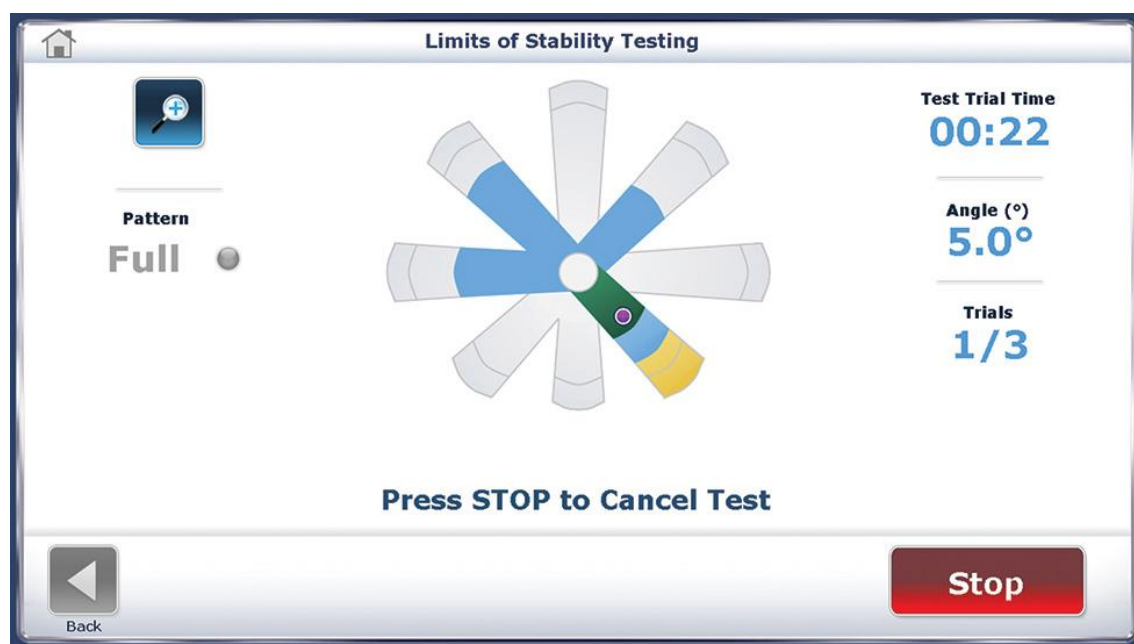 Limits of Stability Testing
Pattern
Full
Test Trial Time
00:22
Angle (°)
5.0°
Trials
1/3
Press STOP to Cancel Test
Back
Stop